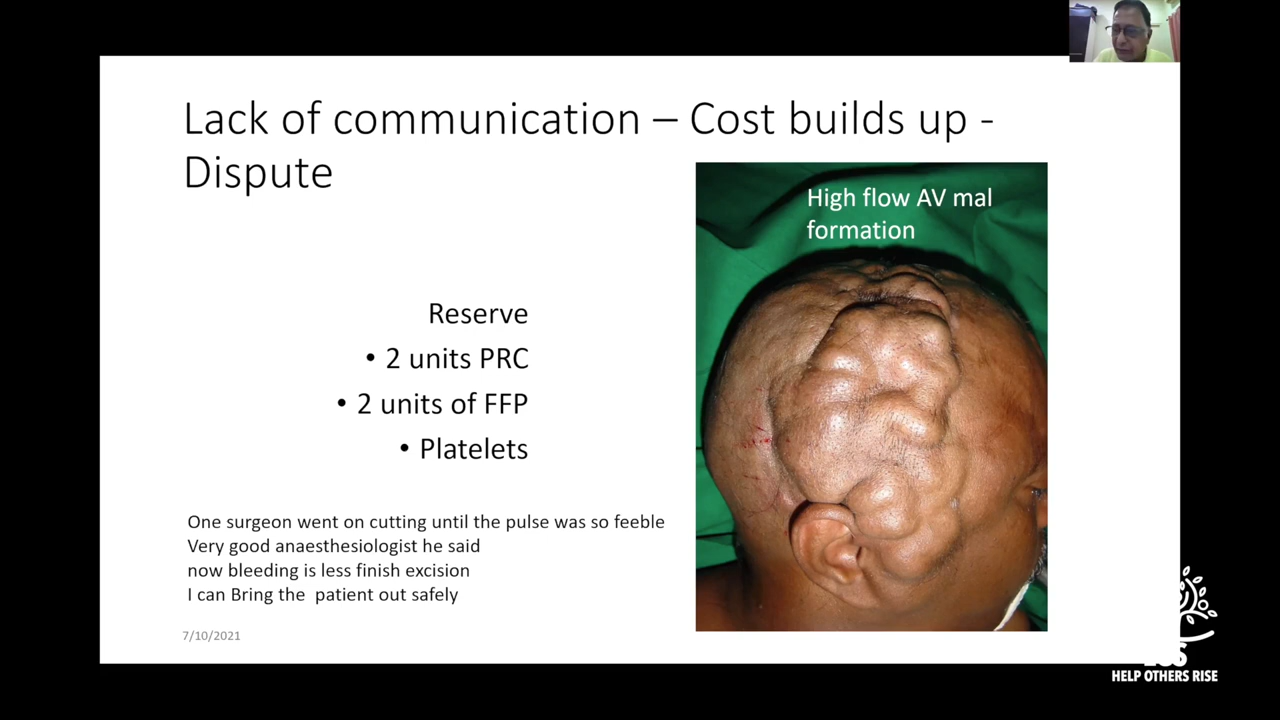 Lack of communication – Cost builds up -
Dispute
High flow AV mal
formation
Reserve
• 2 units PRC
• 2 units of FFP
• Platelets
One surgeon went on cutting until the pulse was so feeble
Very good anaesthesiologist he said
now bleeding is less finish excision
I can Bring the  patient out safely
7/10/2021
HELP OTHERS RISE